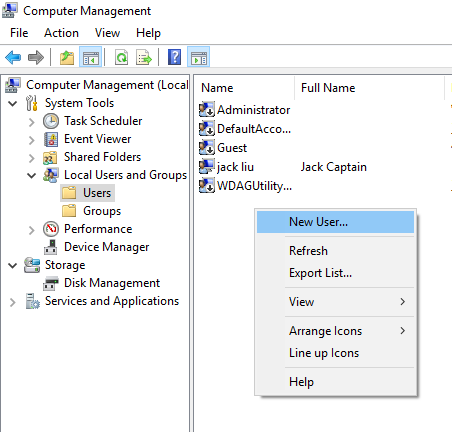 Computer Management
File Action View Help
Computer Management (Local
System Tools
Task Scheduler
Event Viewer
Shared Folders
Local Users and Groups
Users
Groups
Performance
Device Manager
Storage
Disk Management
Services and Applications
Name Full Name
Administrator
DefaultAcco...
Guest
jack liu Jack Captain
WDAGUtility...
New User...
Refresh
Export List...
View
Arrange Icons
Line up Icons
Help